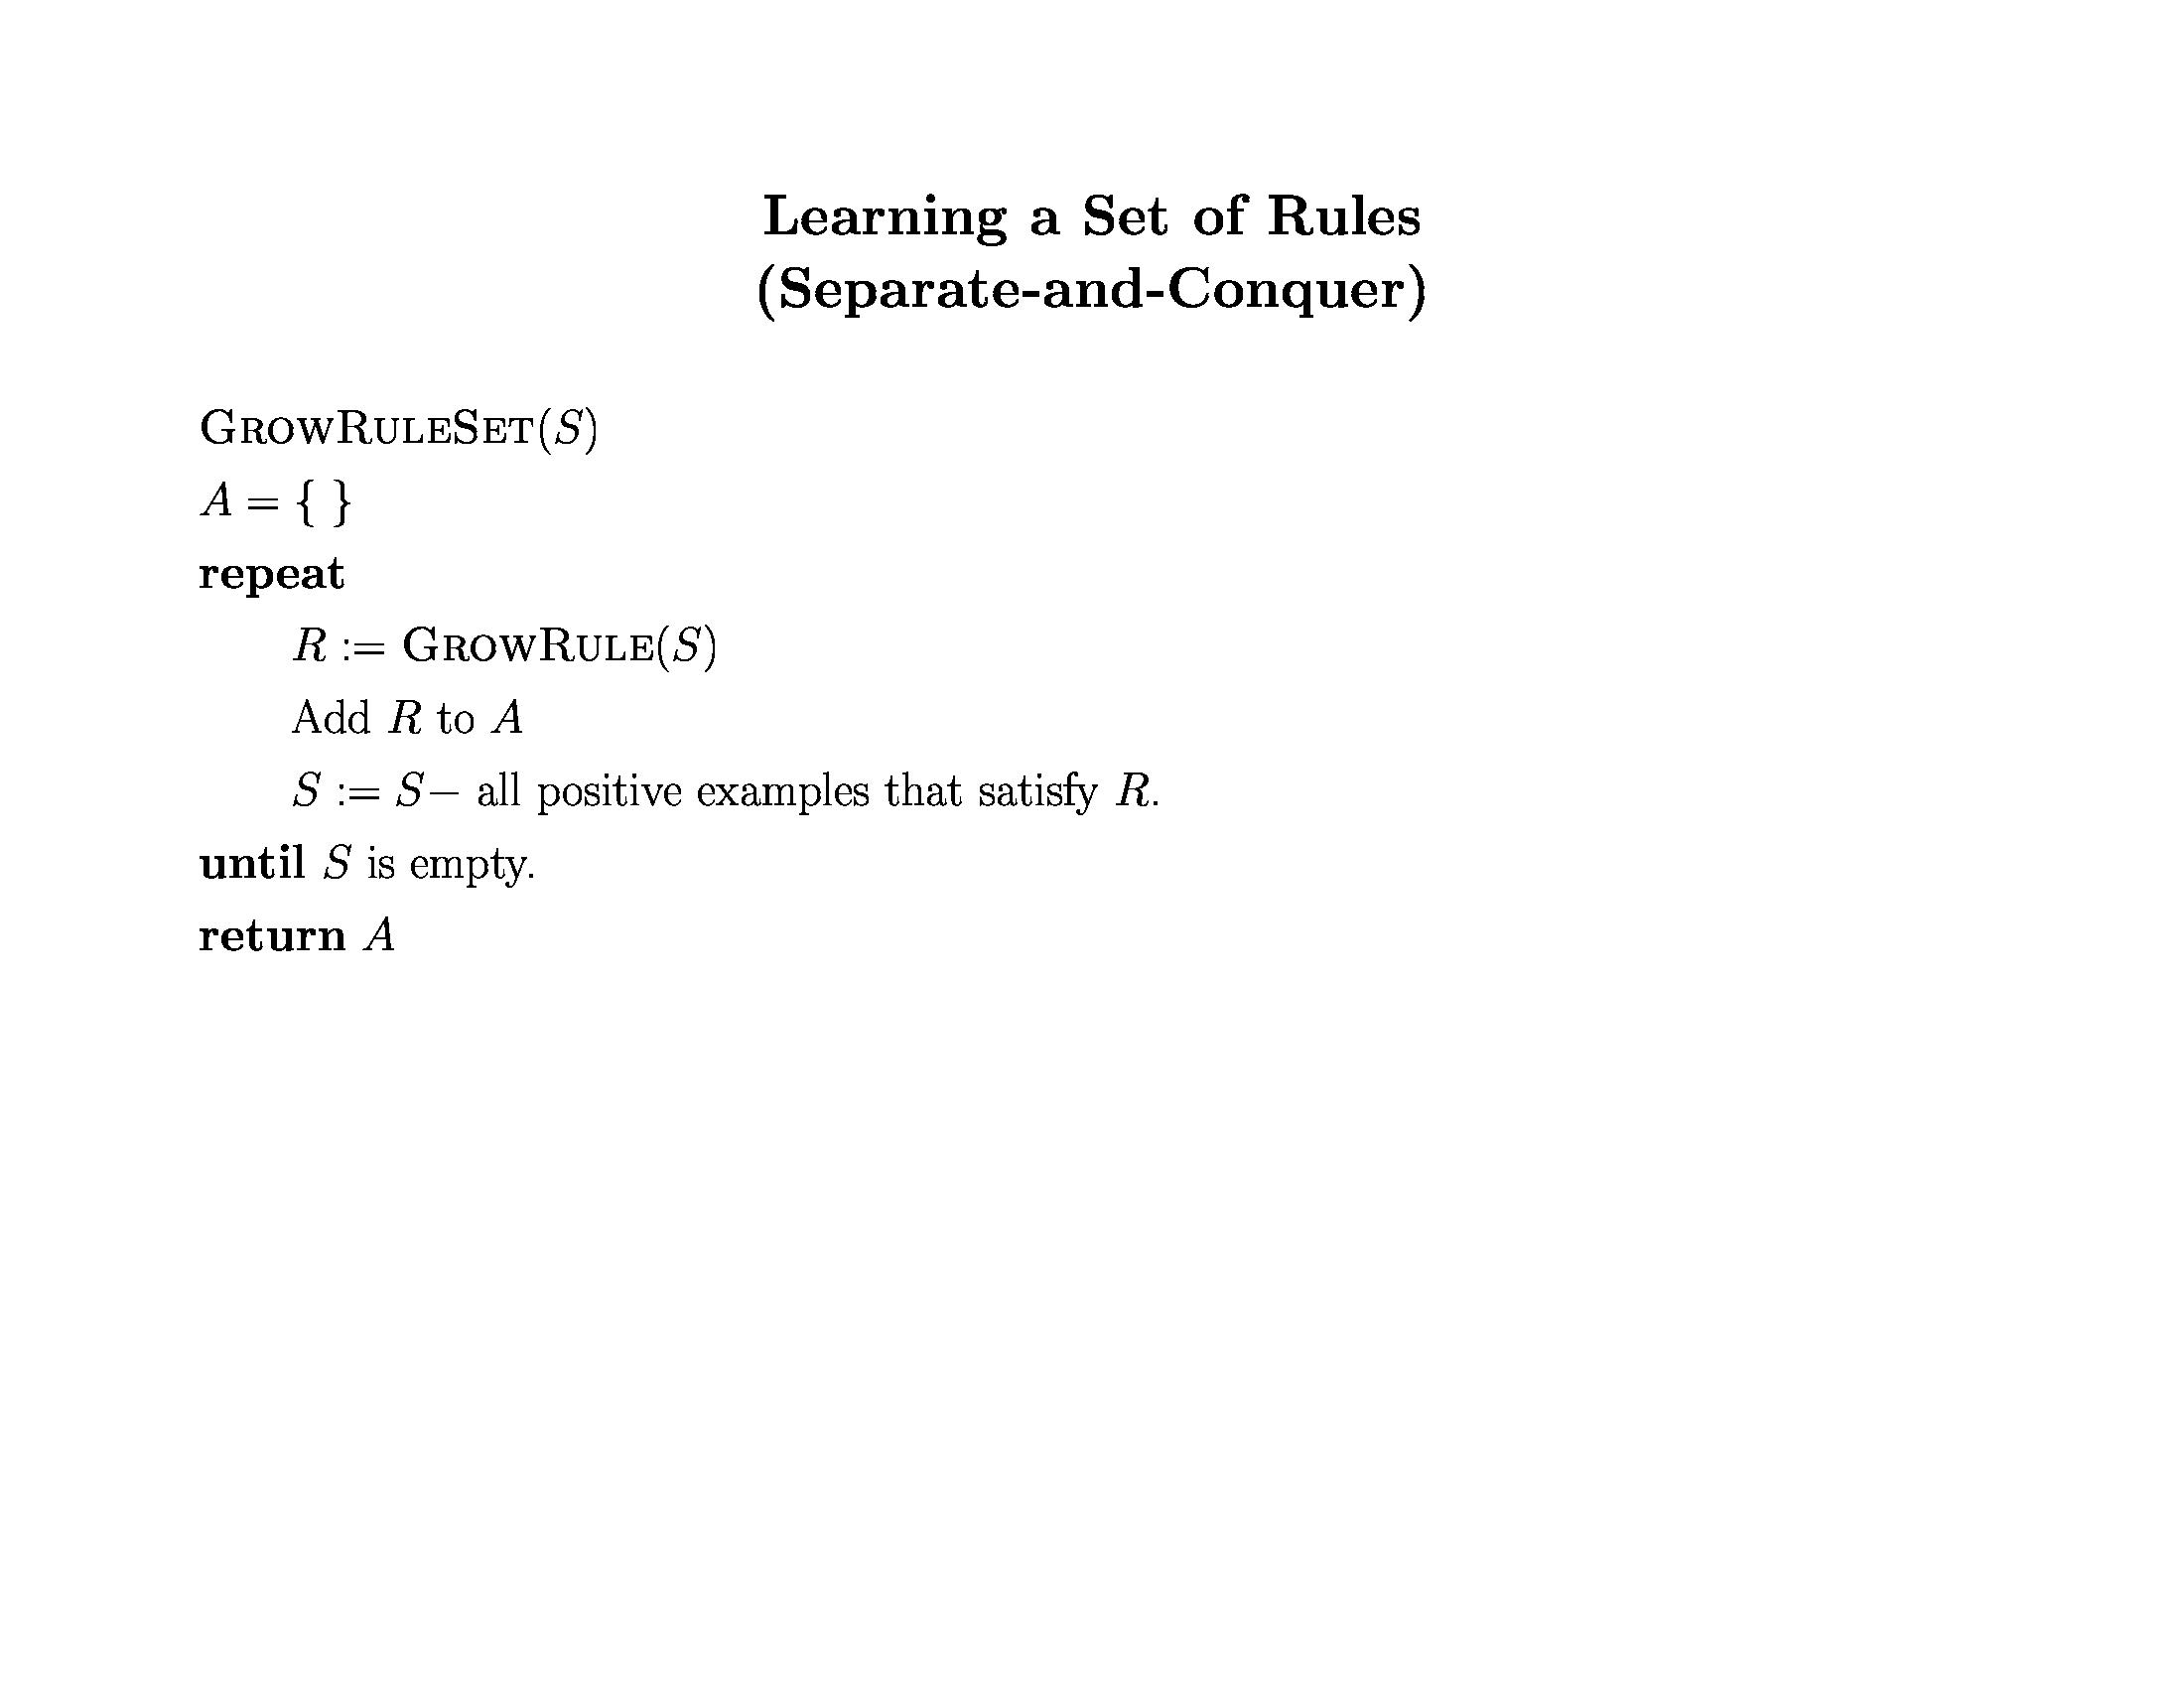 Learning a Set of Rules
(Separate-and-Conquer)
GROWRULESET(S)
A = { }
repeat
R := GROWRULE(S)
Add R to A
S := S− all positive examples that satisfy R.
until S is empty.
return A